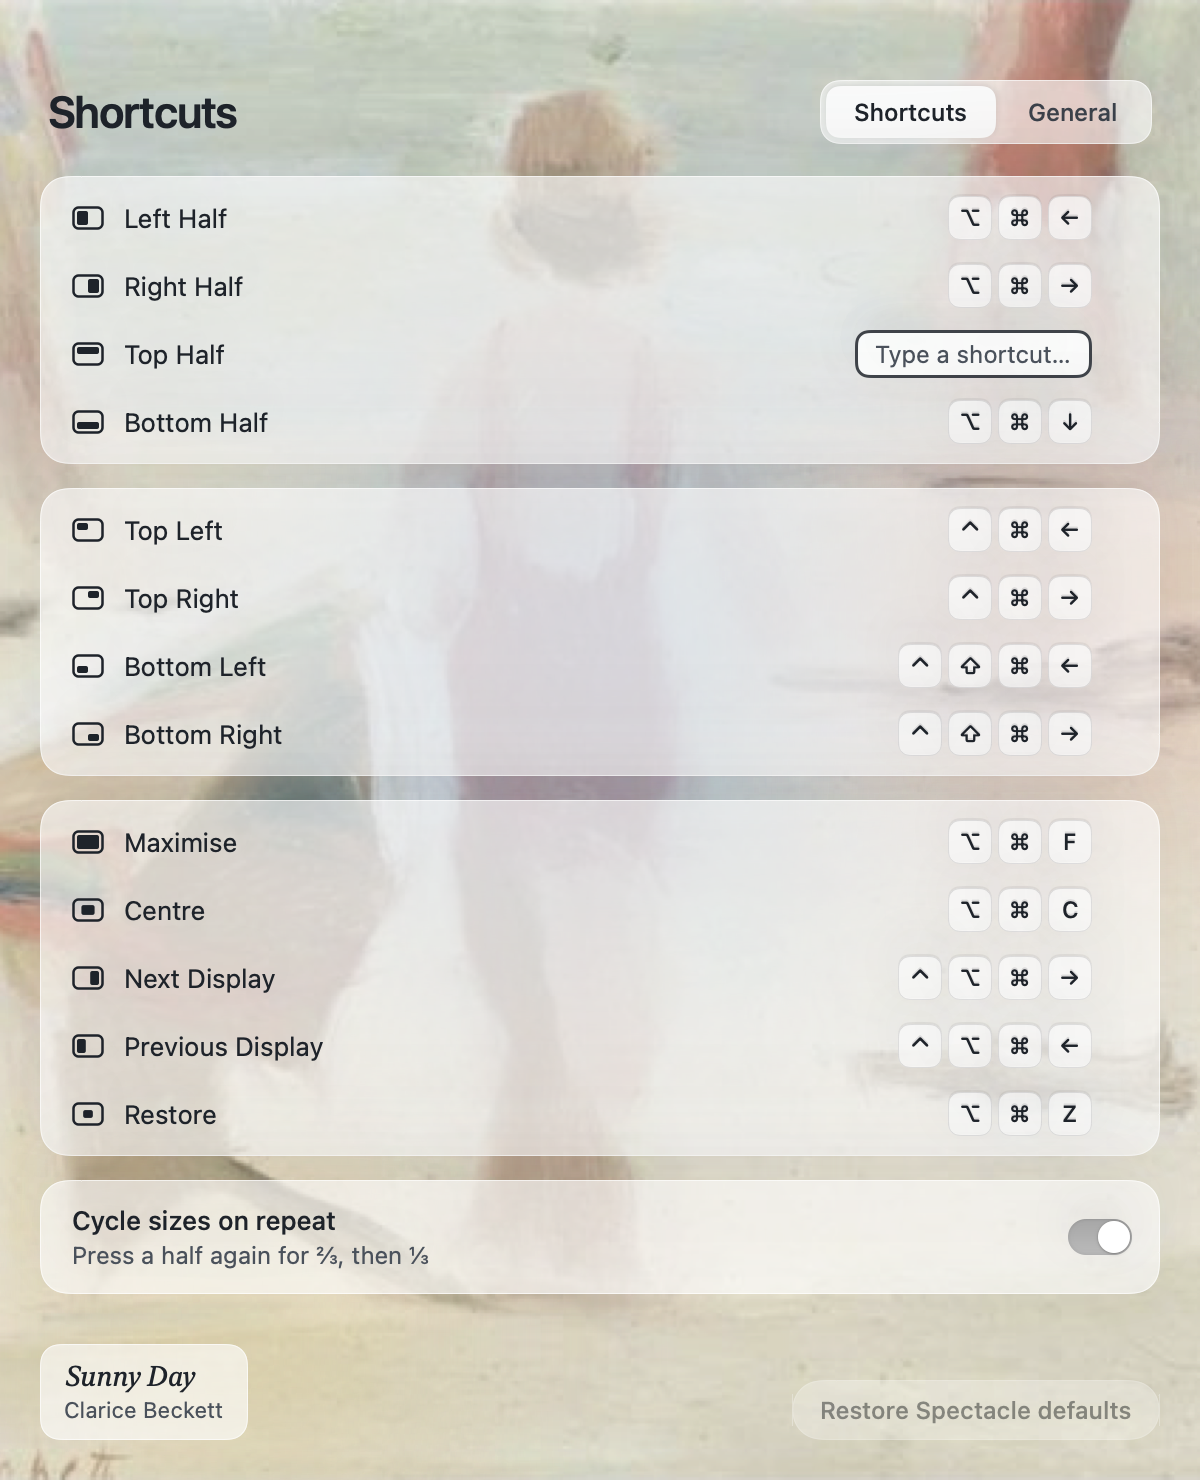 Shortcuts
Shortcuts General
Left Half ⌥ ⌘ ←
Right Half ⌥ ⌘ →
Top Half Type a shortcut...
Bottom Half ⌥ ⌘ ↓
Top Left ^ ⌘ ←
Top Right ^ ⌘ →
Bottom Left ^ ⇧ ⌘ ←
Bottom Right ^ ⇧ ⌘ →
Maximise ⌥ ⌘ F
Centre ⌥ ⌘ C
Next Display ^ ⌥ ⌘ →
Previous Display ^ ⌥ ⌘ ←
Restore ⌥ ⌘ Z
Cycle sizes on repeat
Press a half again for ⅔, then ⅓
Sunny Day
Clarice Beckett
Restore Spectacle defaults